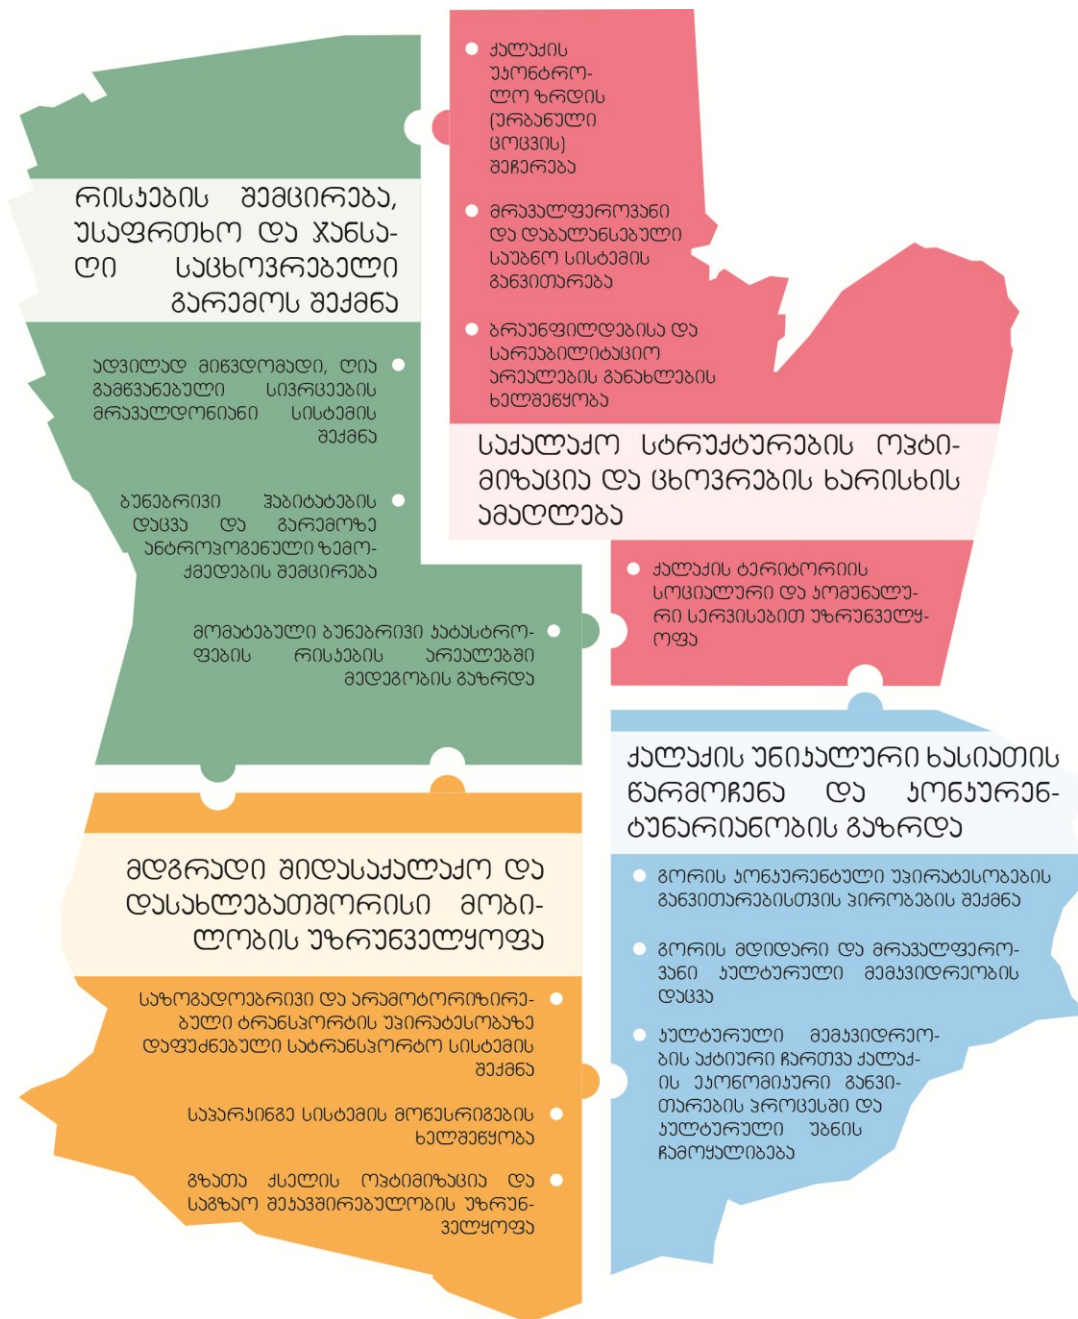 რისკების შემცირება,
უსაფრთხო და ჯანსა-
ღი საცხოვრებელი
გარემოს შექმნა
ადვილად მიწვდომადი, ღია
გამწვანებული სივრცეების
მრავალდონიანი სისტემის
შექმნა
ბუნებრივი ჰაბიტატების
დაცვა და გარემოზე
ანტროპოგენული ზემო-
ქმედების შემცირება
მომატებული ბუნებრივი კატასტრო-
ფების რისკების არეალებში
მედეგობის გაზრდა
ქალაქის
უკონტრო-
ლო ზრდის
(ურბანული
ცოცვის)
შეჩერება
მრავალფეროვანი
და დაბალანსებული
საუბნო სისტემის
განვითარება
ბრაუნფილდებისა და
სარეაბილიტაციო
არეალების განახლების
ხელშეწყობა
საქალაქო სტრუქტურების ოპტი-
მიზაცია და ცხოვრების ხარისხის
ამაღლება
ქალაქის ტერიტორიის
სოციალური და კომუნალუ-
რი სერვისებით უზრუნველყ-
ოფა
მდგრადი შიდასაქალაქო და
დასახლებათშორისი მობი-
ლობის უზრუნველყოფა
საზოგადოებრივი და არამოტორიზირე-
ბული ტრანსპორტის უპირატესობაზე
დაფუძნებული სატრანსპორტო სისტემის
შექმნა
საპარკინგე სისტემის მოწესრიგების
ხელშეწყობა
გზათა ქსელის ოპტიმიზაცია და
საგზაო შეკავშირებულობის უზრუნ-
ველყოფა
ქალაქის უნიკალური ხასიათის
წარმოჩენა და კონკურენ-
ტუნარიანობის გაზრდა
გორის კონკურენტული უპირატესობების
განვითარებისთვის პირობების შექმნა
გორის მდიდარი და მრავალფერო-
ვანი კულტურული მემკვიდრეობის
დაცვა
კულტურული მემკვიდრეო-
ბის აქტიური ჩართვა ქალაქ-
ის ეკონომიკური განვი-
თარების პროცესში და
კულტურული უბნის
ჩამოყალიბება